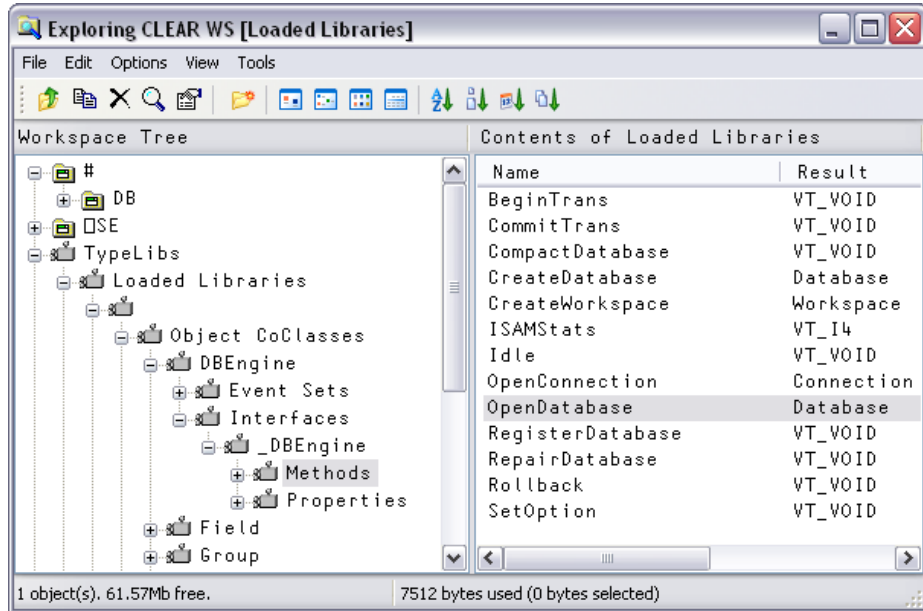 Exploring CLEAR WS [Loaded Libraries]
File Edit Options View Tools
Workspace Tree
Contents of Loaded Libraries
#
DB
⎕SE
TypeLibs
Loaded Libraries
Object CoClasses
DBEngine
Event Sets
Interfaces
_DBEngine
Methods
Properties
Field
Group
Name Result
BeginTrans VT_VOID
CommitTrans VT_VOID
CompactDatabase VT_VOID
CreateDatabase Database
CreateWorkspace Workspace
ISAMStats VT_I4
Idle VT_VOID
OpenConnection Connection
OpenDatabase Database
RegisterDatabase VT_VOID
RepairDatabase VT_VOID
Rollback VT_VOID
SetOption VT_VOID
1 object(s). 61.57Mb free. 7512 bytes used (0 bytes selected)